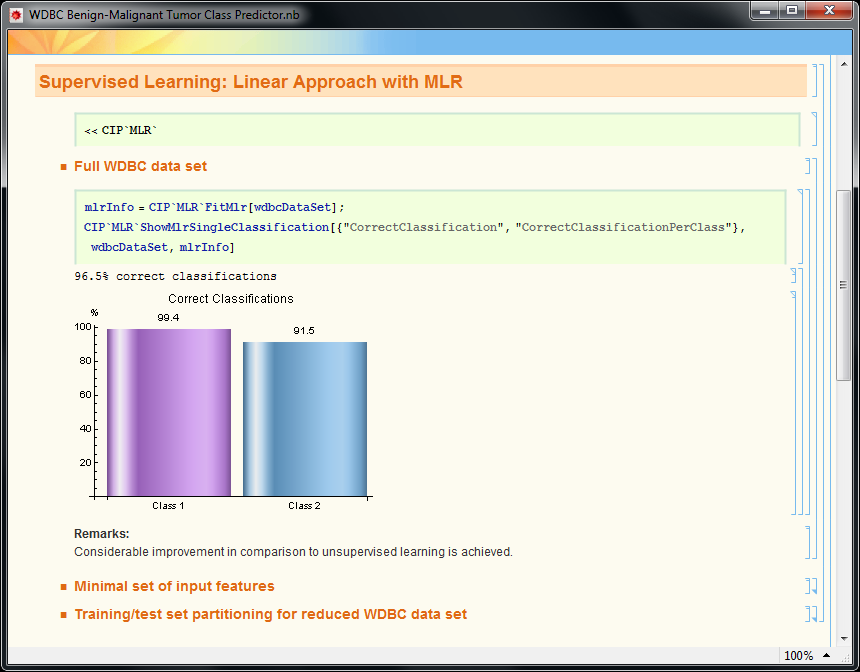 WDBC Benign-Malignant Tumor Class Predictor.nb
Supervised Learning: Linear Approach with MLR
<< CIP`MLR`
Full WDBC data set
mlrInfo = CIP`MLR`FitMlr[wdbcDataSet];
CIP`MLR`ShowMlrSingleClassification[{"CorrectClassification", "CorrectClassificationPerClass"},
wdbcDataSet, mlrInfo]
96.5% correct classifications
Correct Classifications
%
99.4
91.5
100
80
60
40
20
Class 1
Class 2
Remarks:
Considerable improvement in comparison to unsupervised learning is achieved.
Minimal set of input features
Training/test set partitioning for reduced WDBC data set
100%